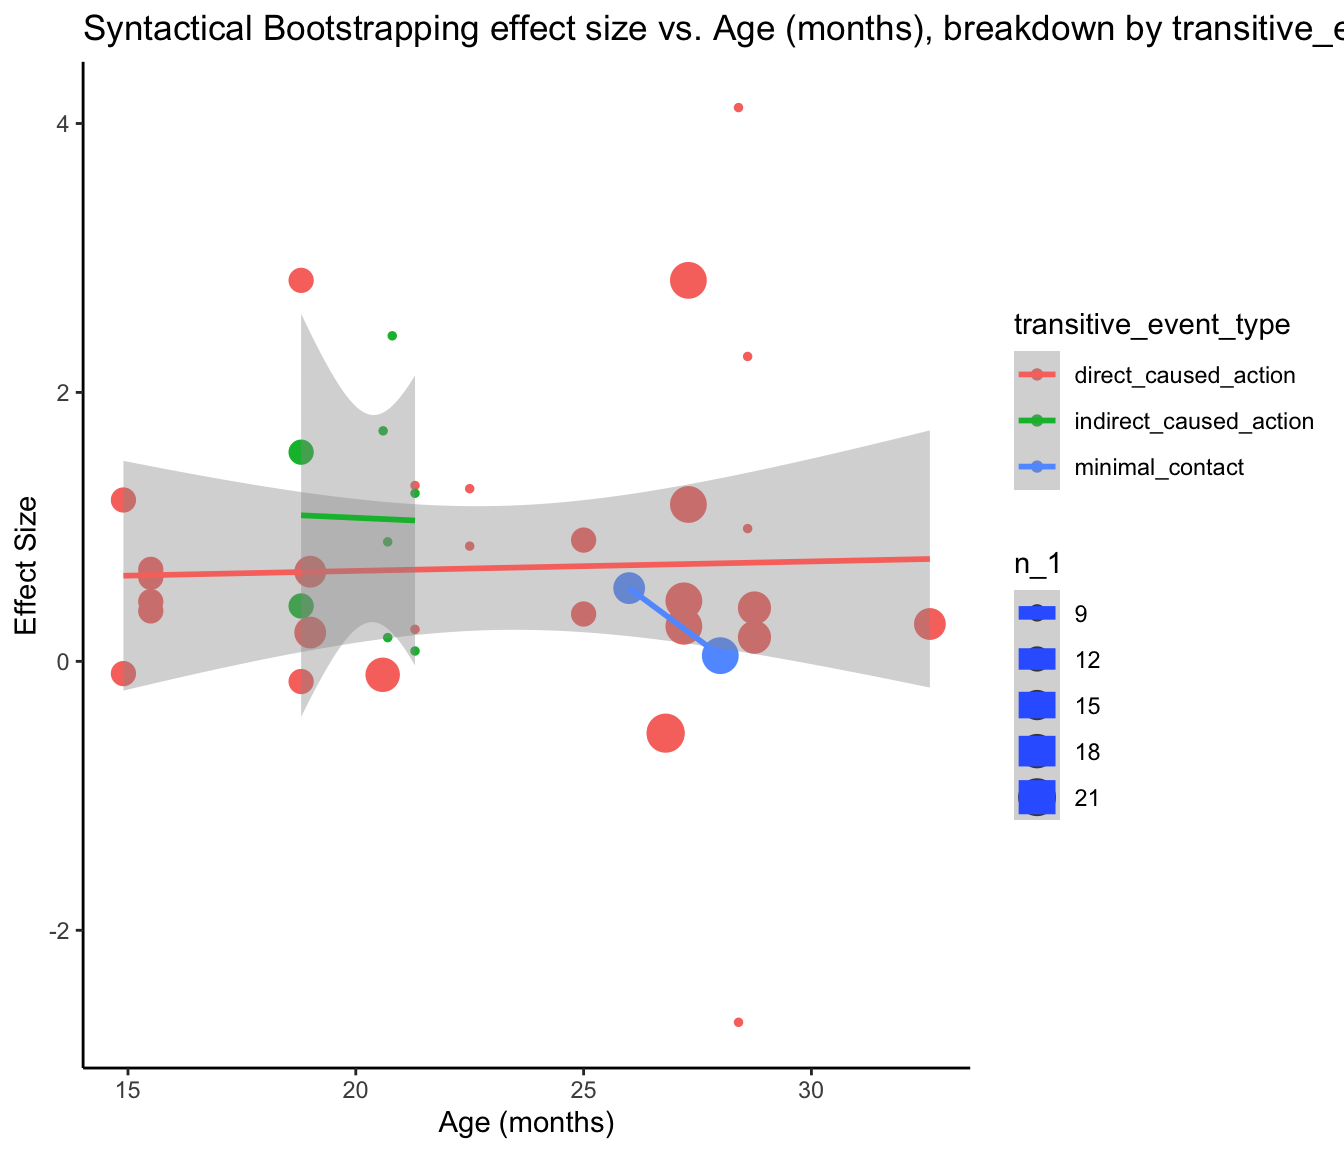 Syntactical Bootstrapping effect size vs. Age (months), breakdown by transitive_e
4
2
0
-2
Effect Size
15 20 25 30
Age (months)
transitive_event_type
direct_caused_action
indirect_caused_action
minimal_contact
n_1
9
12
15
18
21